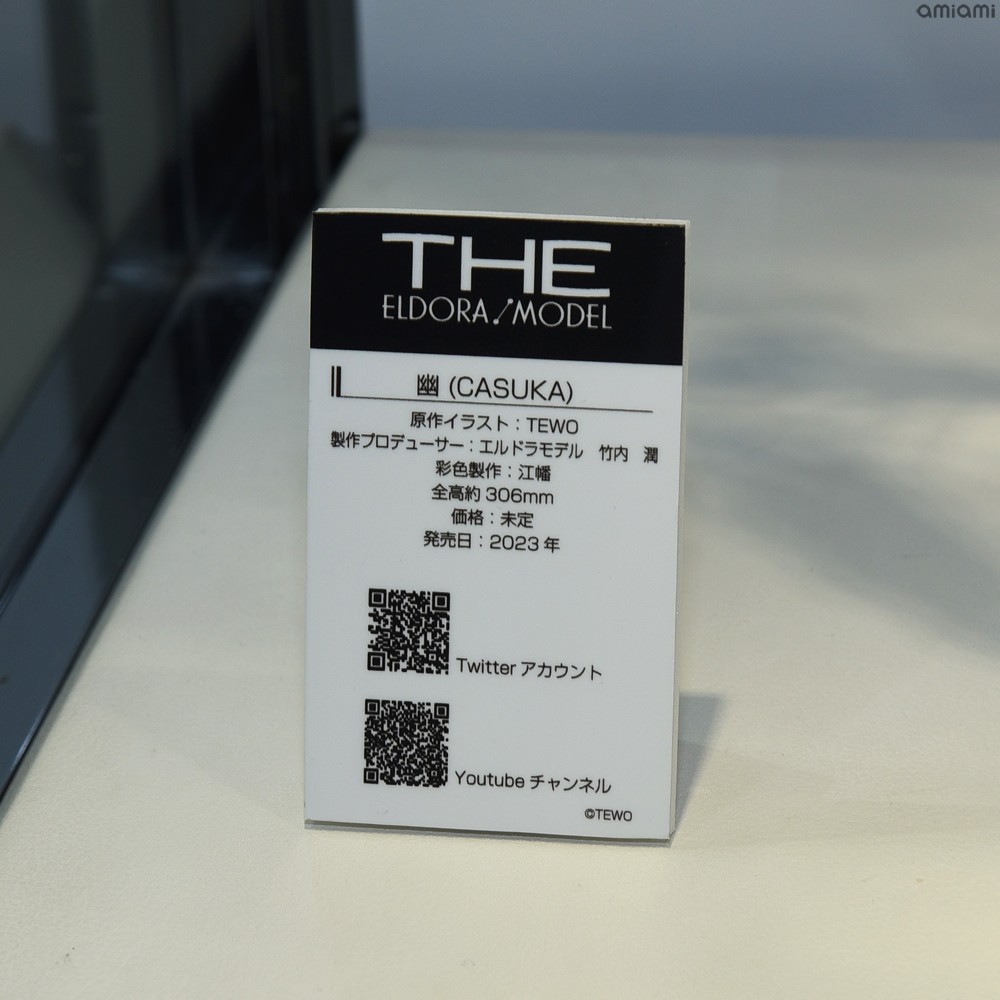 amiami
THE
ELDORA MODEL
幽 (CASUKA)
原作イラスト：TEWO
製作プロデューサー：エルドラモデル　竹内　潤
彩色製作：江幡
全高約 306mm
価格：未定
発売日：2023 年
Twitter アカウント
Youtube チャンネル
©TEWO